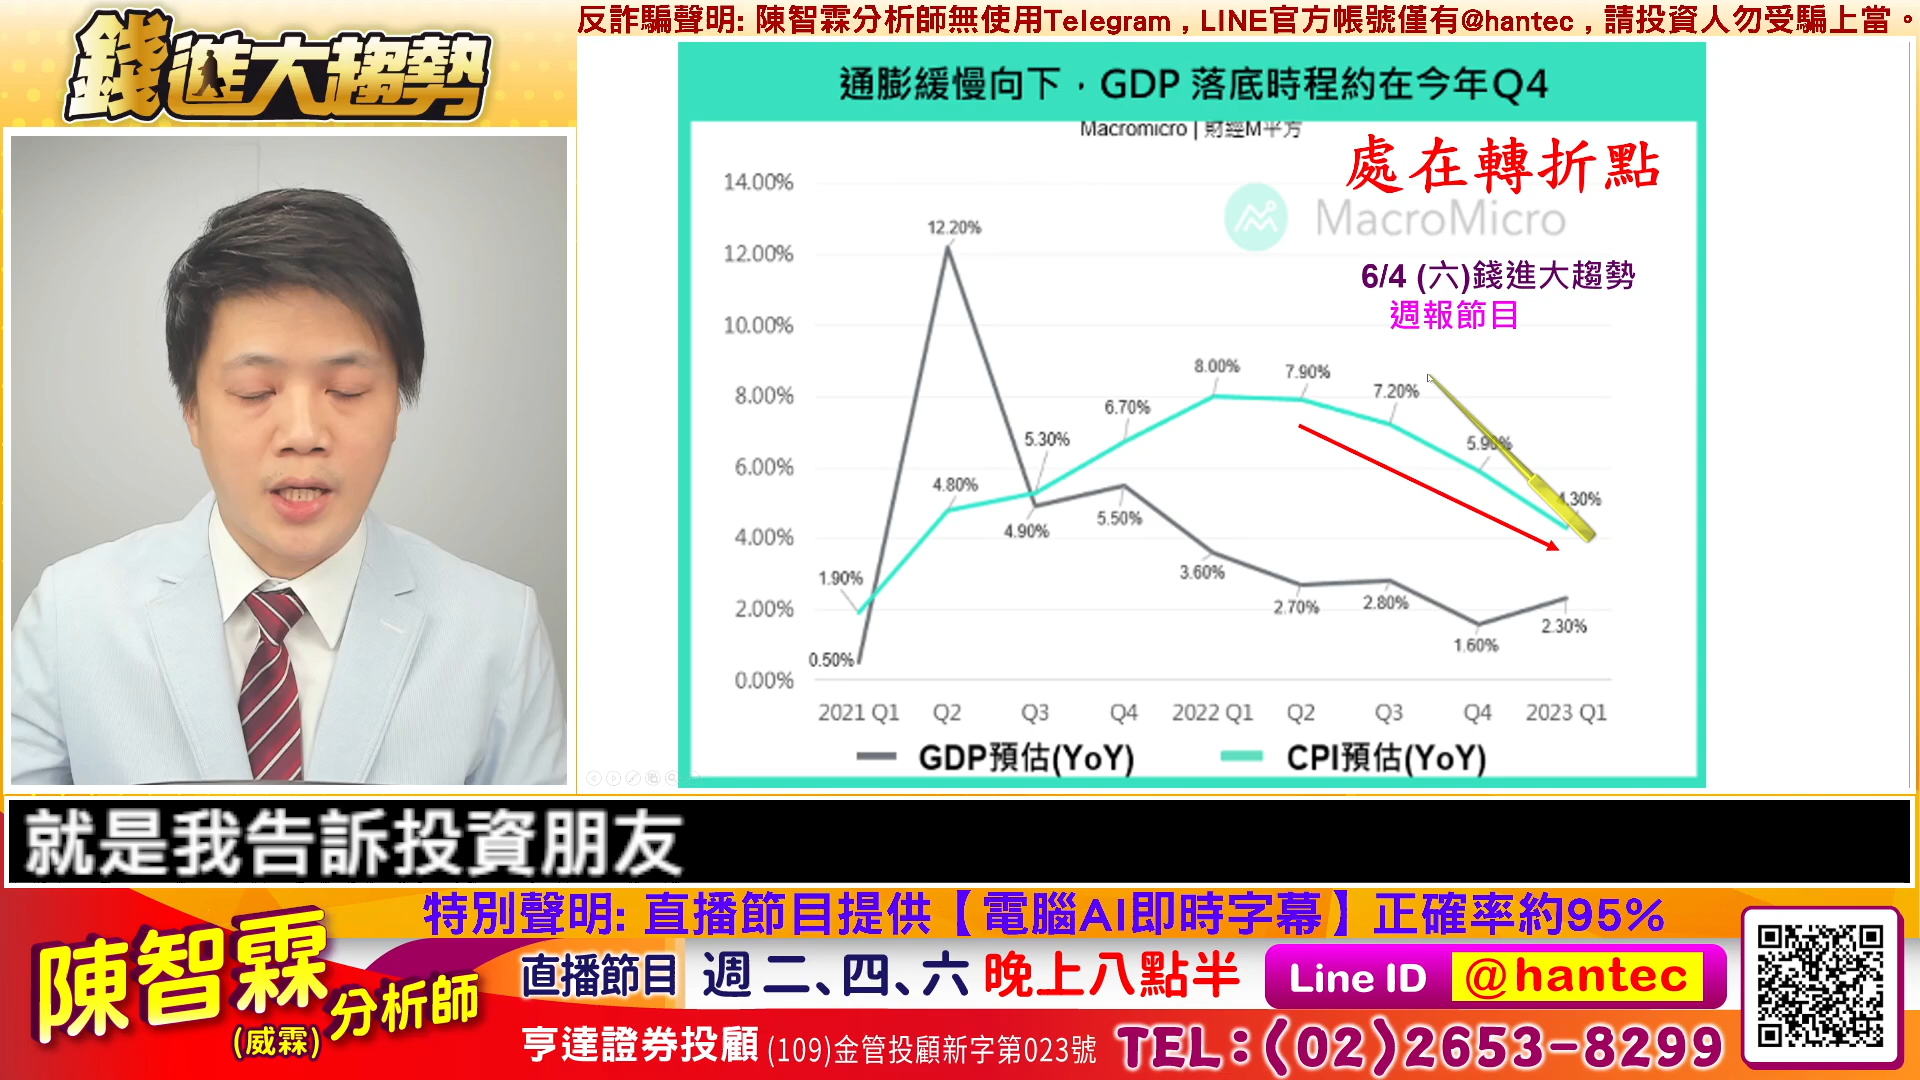 反詐騙聲明: 陳智霖分析師無使用Telegram , LINE官方帳號僅有@hantec , 請投資人勿受騙上當。
錢進大趨勢
通膨緩慢向下，GDP 落底時程約在今年Q4
Macromicro | 財經M平方
處在轉折點
MacroMicro
6/4 (六)錢進大趨勢
週報節目
14.00%
12.00%
10.00%
8.00%
6.00%
4.00%
2.00%
0.00%
12.20%
8.00%
7.90%
7.20%
6.70%
5.30%
5.90%
4.80%
4.30%
4.90%
5.50%
1.90%
3.60%
2.70%
2.80%
2.30%
1.60%
0.50%
2021 Q1 Q2 Q3 Q4 2022 Q1 Q2 Q3 Q4 2023 Q1
GDP預估(YoY) CPI預估(YoY)
就是我告訴投資朋友
特別聲明: 直播節目提供【電腦AI即時字幕】正確率約95%
陳智霖分析師
(威霖)
直播節目 週二、四、六 晚上八點半
Line ID @hantec
亨達證券投顧 (109)金管投顧新字第023號 TEL:(02)2653-8299